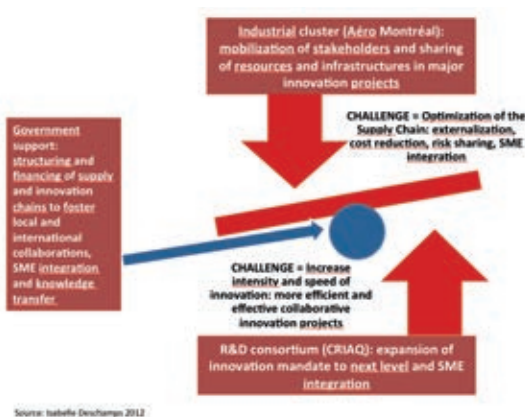 Industrial cluster (Aéro Montréal):
mobilization of stakeholders and sharing
of resources and infrastructures in major
innovation projects
CHALLENGE = Optimization of the
Supply Chain: externalization,
cost reduction, risk sharing, SME
integration
Government
support:
structuring and
financing of supply
and innovation
chains to foster
local and
international
collaborations,
SME integration
and knowledge
transfer
CHALLENGE = Increase
intensity and speed of
innovation: more efficient and
effective collaborative
innovation projects
R&D consortium (CRIAQ): expansion of
innovation mandate to next level and SME
integration
Source: Isabelle Deschamps 2012